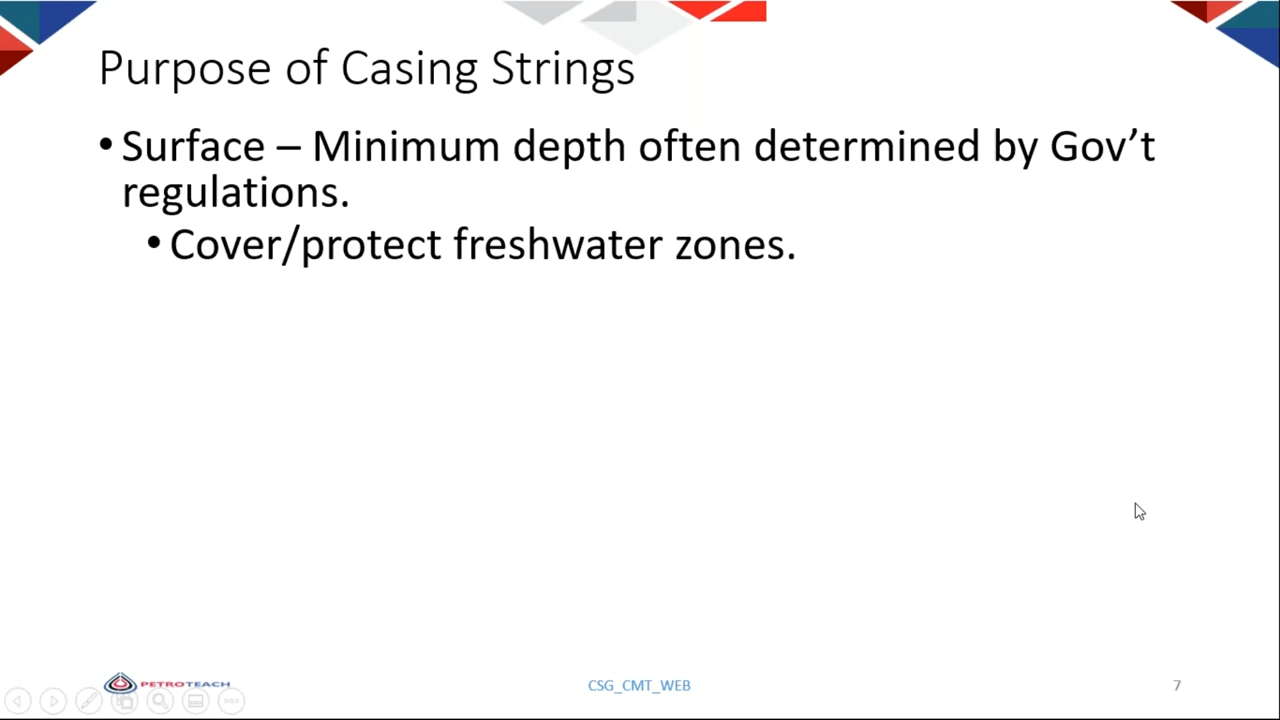 Purpose of Casing Strings
• Surface – Minimum depth often determined by Gov’t
regulations.
• Cover/protect freshwater zones.
PETROTEACH
CSG_CMT_WEB
7